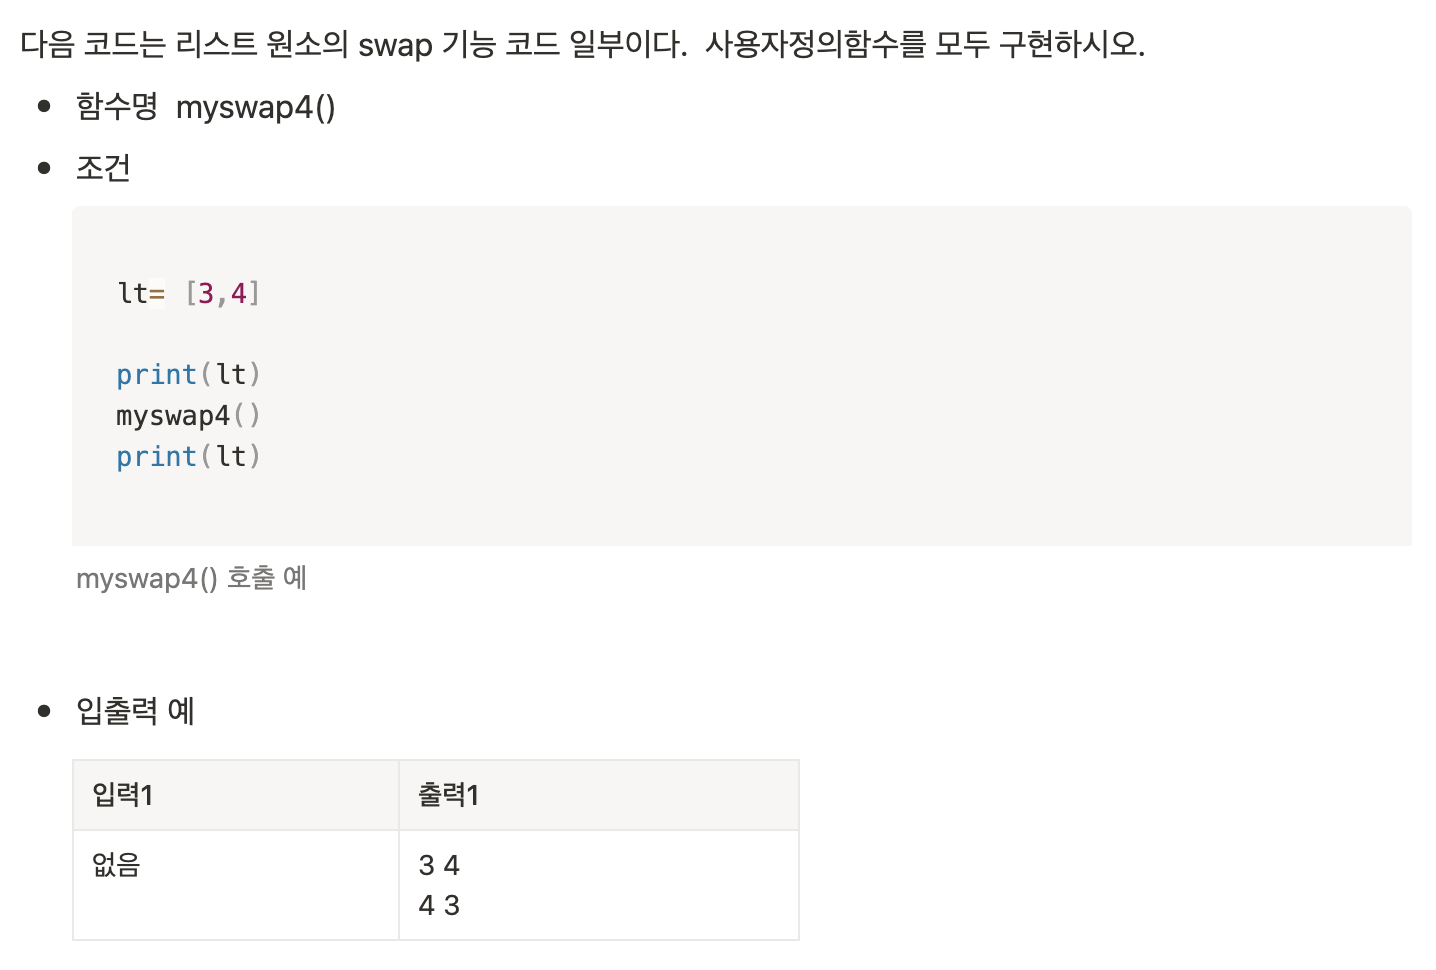 다음 코드는 리스트 원소의 swap 기능 코드 일부이다. 사용자정의함수를 모두 구현하시오.
• 함수명 myswap4()
• 조건
lt= [3,4]
print(lt)
myswap4()
print(lt)
myswap4() 호출 예
• 입출력 예
입력1 출력1
없음 3 4
4 3